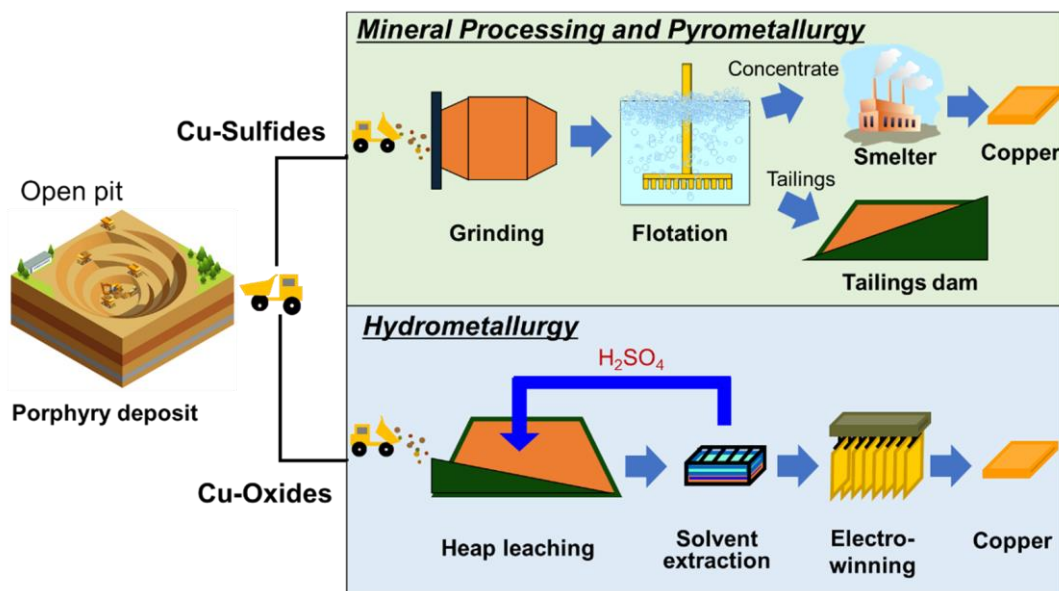 Mineral Processing and Pyrometallurgy
Concentrate
Cu-Sulfides
Smelter
Copper
Tailings
Open pit
Grinding
Flotation
Tailings dam
Hydrometallurgy
H₂SO₄
Porphyry deposit
Cu-Oxides
Heap leaching
Solvent
extraction
Electro-
winning
Copper